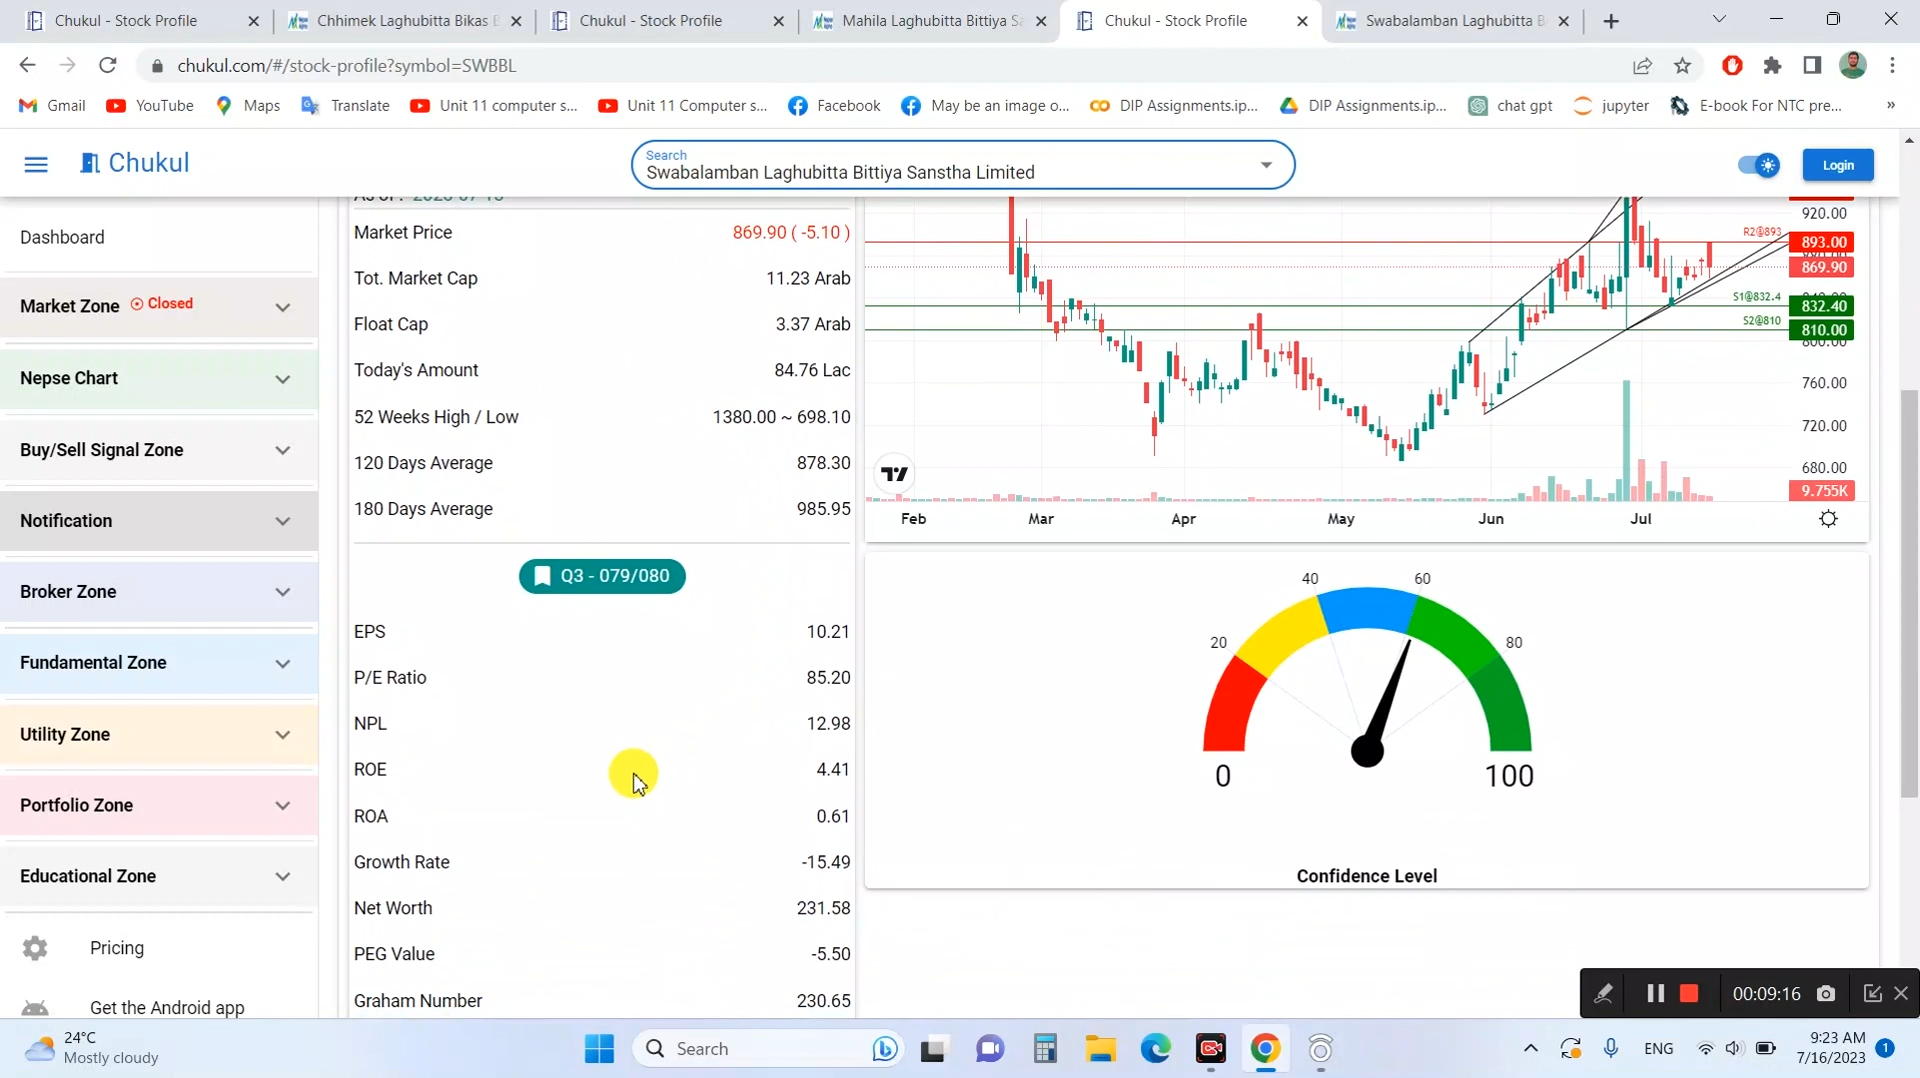 Chukul - Stock Profile
Chhimek Laghubitta Bikas B
Chukul - Stock Profile
Mahila Laghubitta Bittiya Sa
Chukul - Stock Profile
Swabalamban Laghubitta B
chukul.com/#/stock-profile?symbol=SWBBL
Gmail
YouTube
Maps
Translate
Unit 11 computer s...
Unit 11 Computer s...
Facebook
May be an image o...
DIP Assignments.ip...
DIP Assignments.ip...
chat gpt
jupyter
E-book For NTC pre...
»
Chukul
Search
Swabalamban Laghubitta Bittiya Sanstha Limited
Login
Dashboard
Market Zone Closed
Nepse Chart
Buy/Sell Signal Zone
Notification
Broker Zone
Fundamental Zone
Utility Zone
Portfolio Zone
Educational Zone
Pricing
Get the Android app
Market Price 869.90 ( -5.10 )
Tot. Market Cap 11.23 Arab
Float Cap 3.37 Arab
Today's Amount 84.76 Lac
52 Weeks High / Low 1380.00 ~ 698.10
120 Days Average 878.30
180 Days Average 985.95
Q3 - 079/080
EPS 10.21
P/E Ratio 85.20
NPL 12.98
ROE 4.41
ROA 0.61
Growth Rate -15.49
Net Worth 231.58
PEG Value -5.50
Graham Number 230.65
920.00
R2@893 893.00
869.90
S1@832.4 832.40
S2@810 810.00
800.00
760.00
720.00
680.00
9.755K
Feb Mar Apr May Jun Jul
0 20 40 60 80 100
Confidence Level
00:09:16
24°C
Mostly cloudy
Search
ENG
9:23 AM
7/16/2023
1